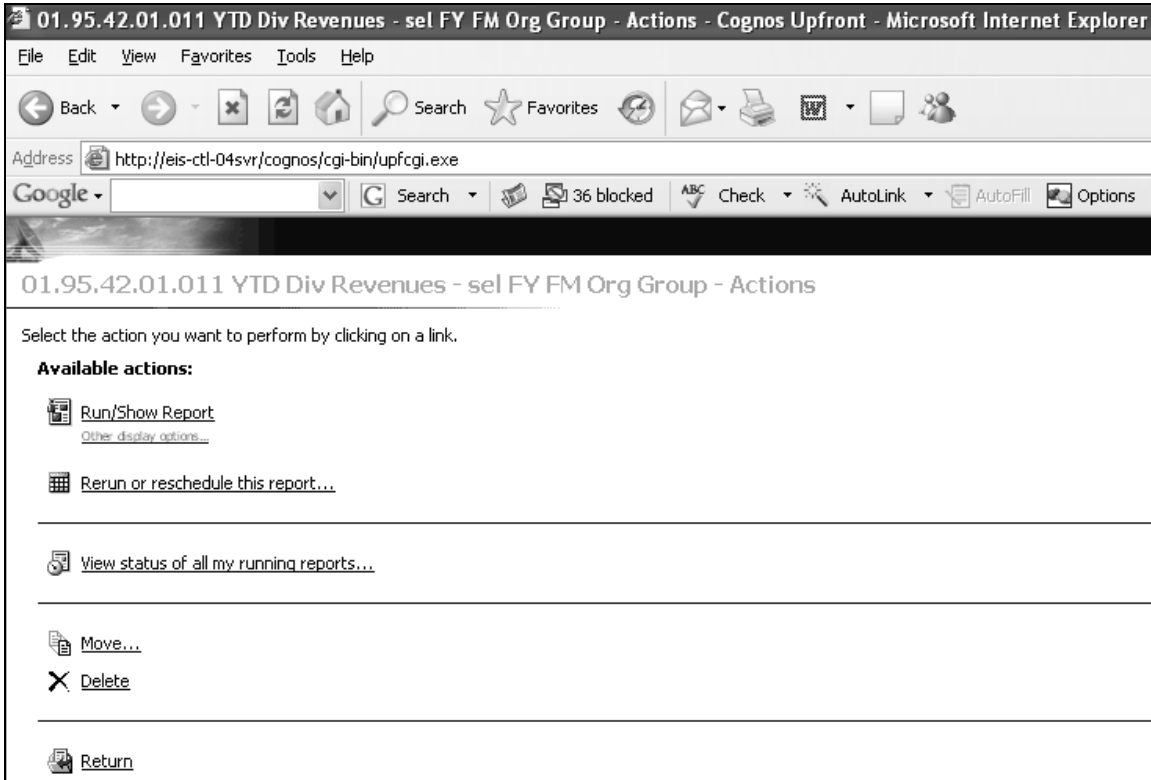 01.95.42.01.011 YTD Div Revenues - sel FY FM Org Group - Actions - Cognos Upfront - Microsoft Internet Explorer
File Edit View Favorites Tools Help
Back Search Favorites
Address http://eis-ctl-04svr/cognos/cgi-bin/upfcgi.exe
Google G Search 36 blocked ABC Check AutoLink AutoFill Options
01.95.42.01.011 YTD Div Revenues - sel FY FM Org Group - Actions
Select the action you want to perform by clicking on a link.
Available actions:
Run/Show Report
Other display options...
Rerun or reschedule this report...
View status of all my running reports...
Move...
Delete
Return